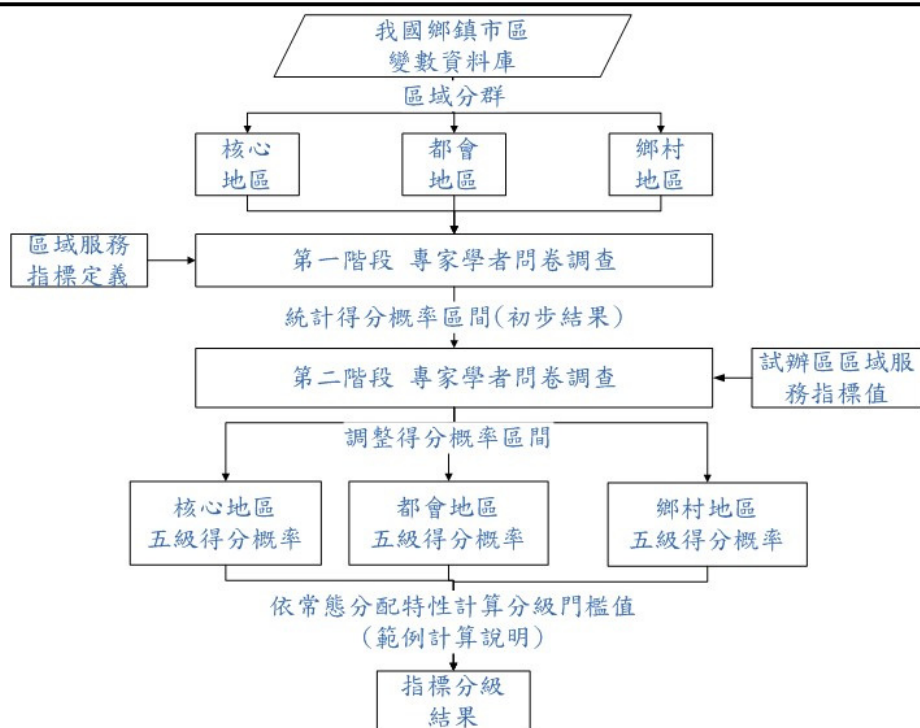 我國鄉鎮市區
變數資料庫
區域分群
核心
地區
都會
地區
鄉村
地區
區域服務
指標定義
第一階段 專家學者問卷調查
統計得分概率區間(初步結果)
第二階段 專家學者問卷調查
試辦區區域服
務指標值
調整得分概率區間
核心地區
五級得分概率
都會地區
五級得分概率
鄉村地區
五級得分概率
依常態分配特性計算分級門檻值
(範例計算說明)
指標分級
結果